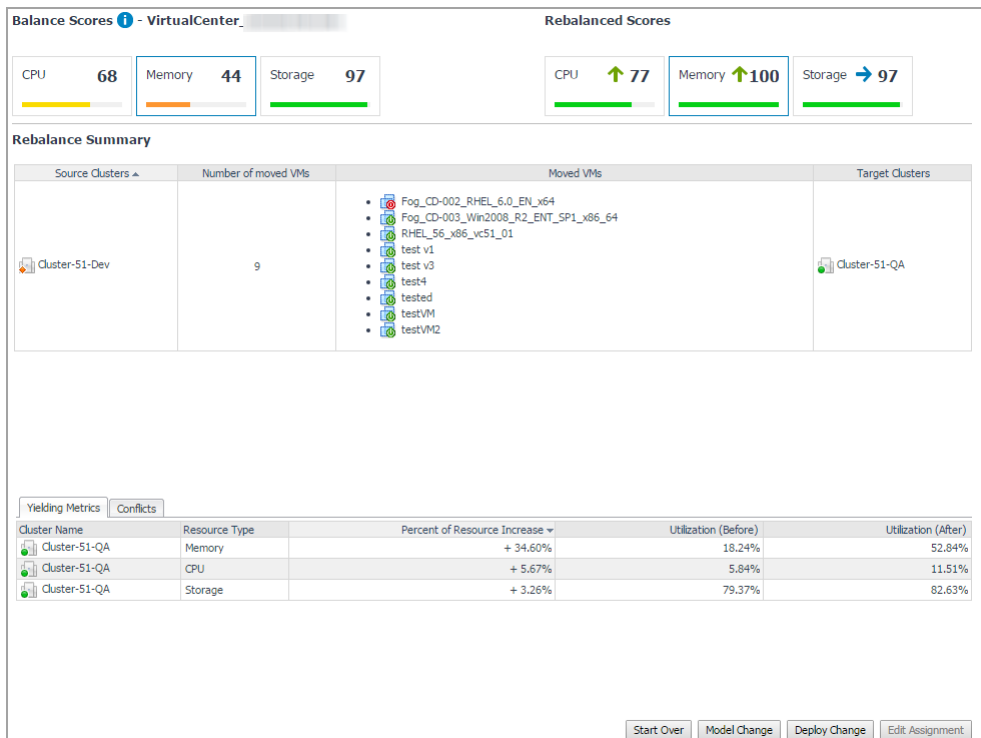 Balance Scores i - VirtualCenter_
Rebalanced Scores
CPU 68
Memory 44
Storage 97
CPU 77
Memory 100
Storage 97
Rebalance Summary
Source Clusters Number of moved VMs Moved VMs Target Clusters
Cluster-51-Dev
9
Fog_CD-002_RHEL_6.0_EN_x64
Fog_CD-003_Win2008_R2_ENT_SP1_x86_64
RHEL_56_x86_vc51_01
test v1
test v3
test4
tested
testVM
testVM2
Cluster-51-QA
Yielding Metrics Conflicts
Cluster Name Resource Type Percent of Resource Increase Utilization (Before) Utilization (After)
Cluster-51-QA Memory + 34.60% 18.24% 52.84%
Cluster-51-QA CPU + 5.67% 5.84% 11.51%
Cluster-51-QA Storage + 3.26% 79.37% 82.63%
Start Over Model Change Deploy Change Edit Assignment